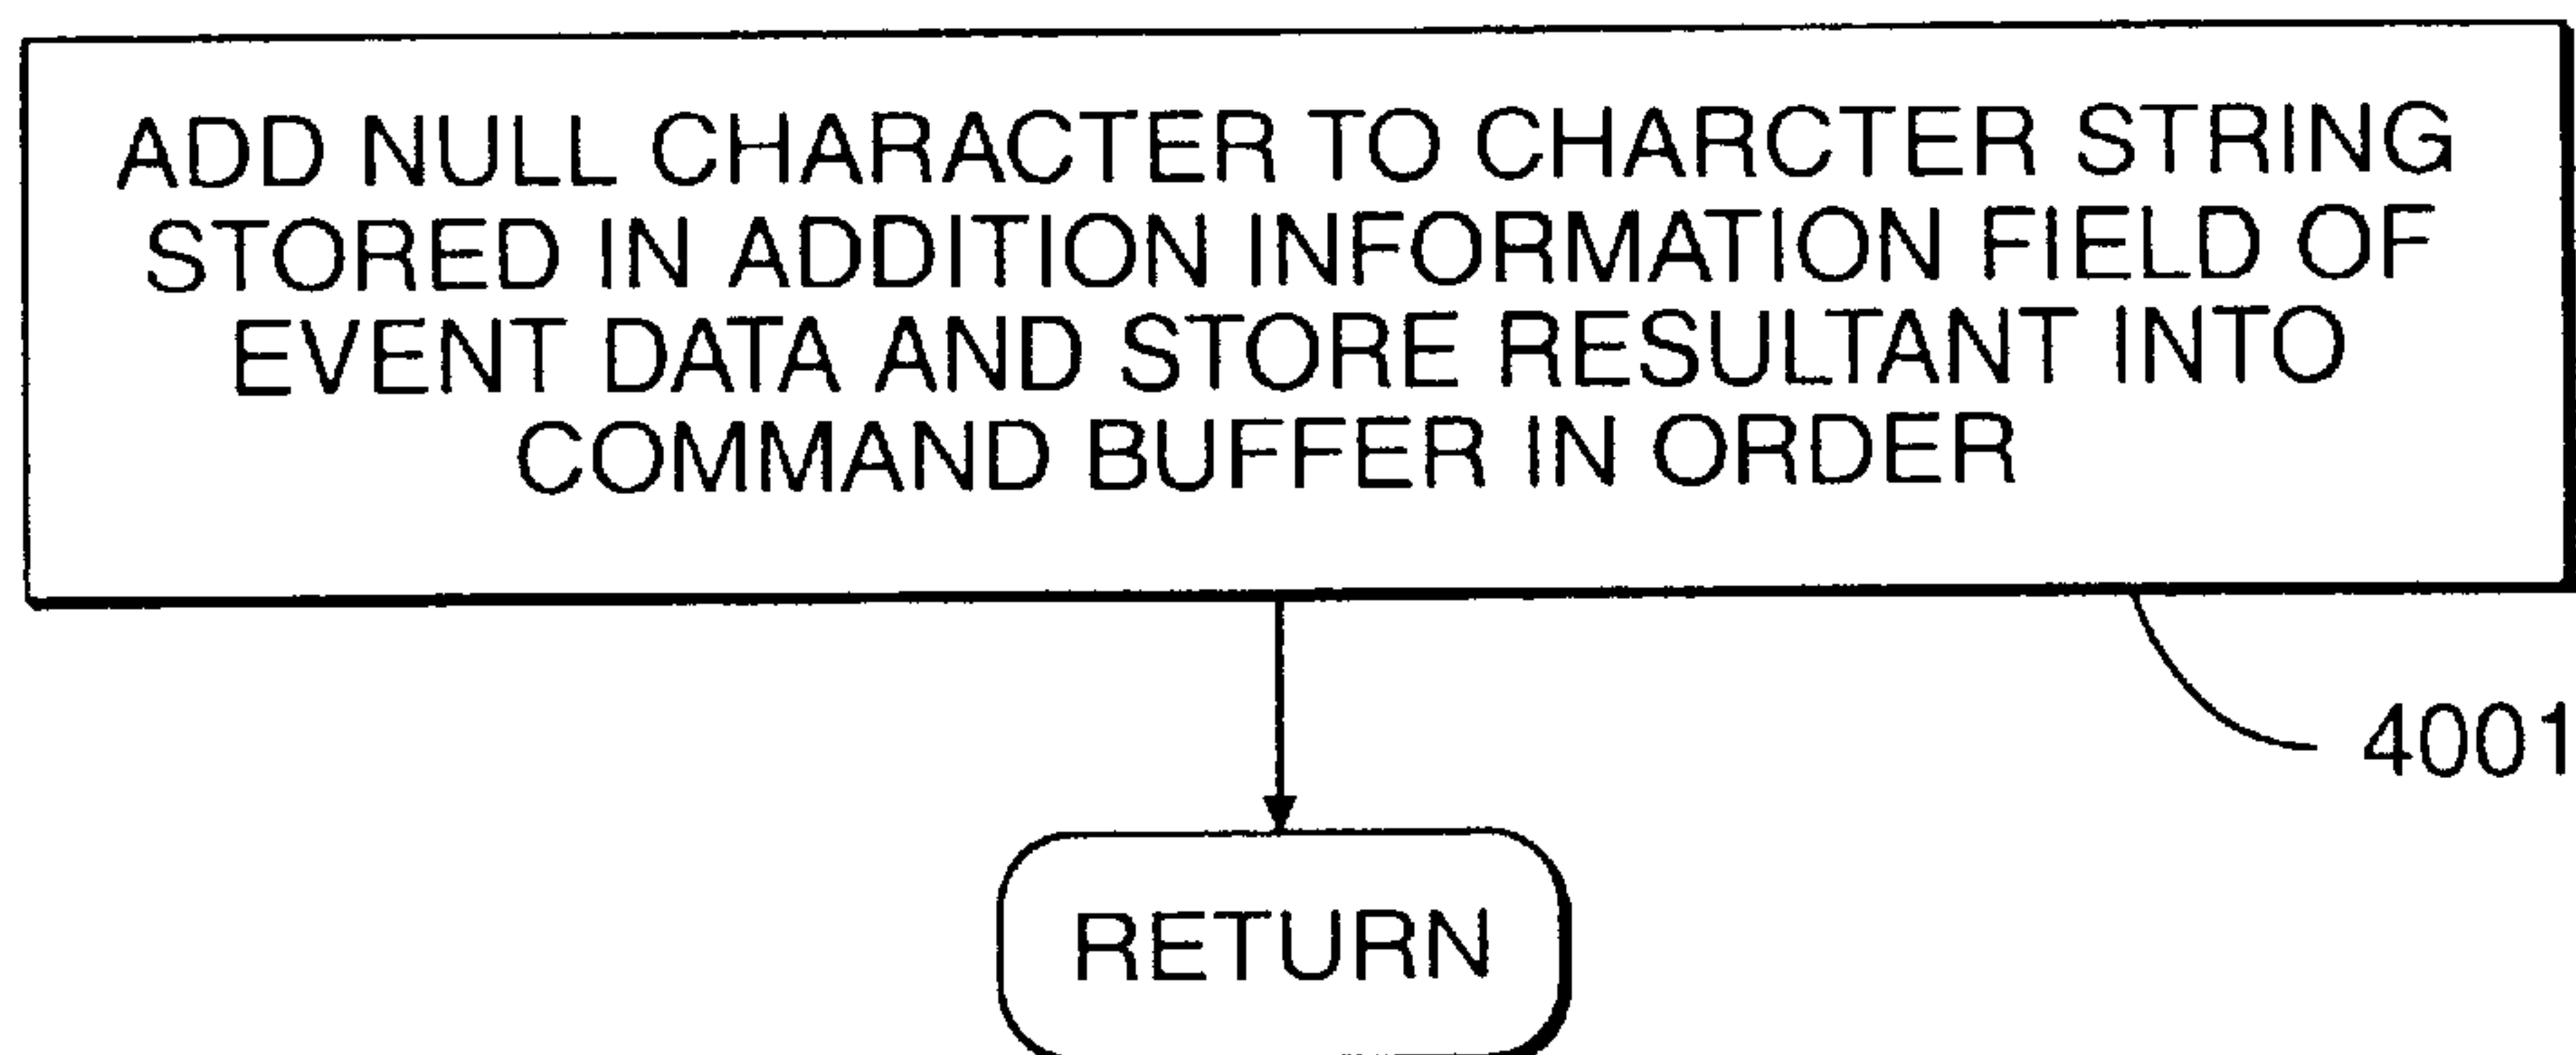 ADD NULL CHARACTER TO CHARCTER STRING
STORED IN ADDITION INFORMATION FIELD OF
EVENT DATA AND STORE RESULTANT INTO
COMMAND BUFFER IN ORDER
4001
RETURN